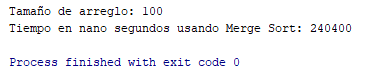 Tamaño de arreglo: 100
Tiempo en nano segundos usando Merge Sort: 240400
Process finished with exit code 0